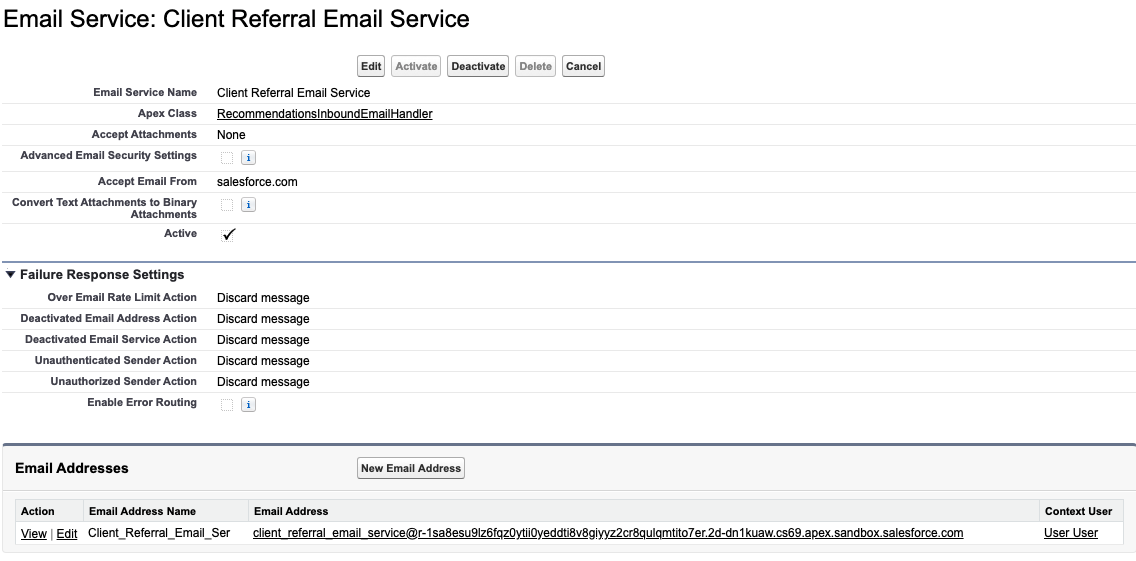 Email Service: Client Referral Email Service
Edit Activate Deactivate Delete Cancel
Email Service Name Client Referral Email Service
Apex Class RecommendationsInboundEmailHandler
Accept Attachments None
Advanced Email Security Settings i
Accept Email From salesforce.com
Convert Text Attachments to Binary
Attachments i
Active
Failure Response Settings
Over Email Rate Limit Action Discard message
Deactivated Email Address Action Discard message
Deactivated Email Service Action Discard message
Unauthenticated Sender Action Discard message
Unauthorized Sender Action Discard message
Enable Error Routing i
Email Addresses New Email Address
Action Email Address Name Email Address Context User
View | Edit Client_Referral_Email_Ser client_referral_email_service@r-1sa8esu9lz6fqz0ytii0yeddti8v8giyyz2cr8qulqmtito7er.2d-dn1kuaw.cs69.apex.sandbox.salesforce.com User User